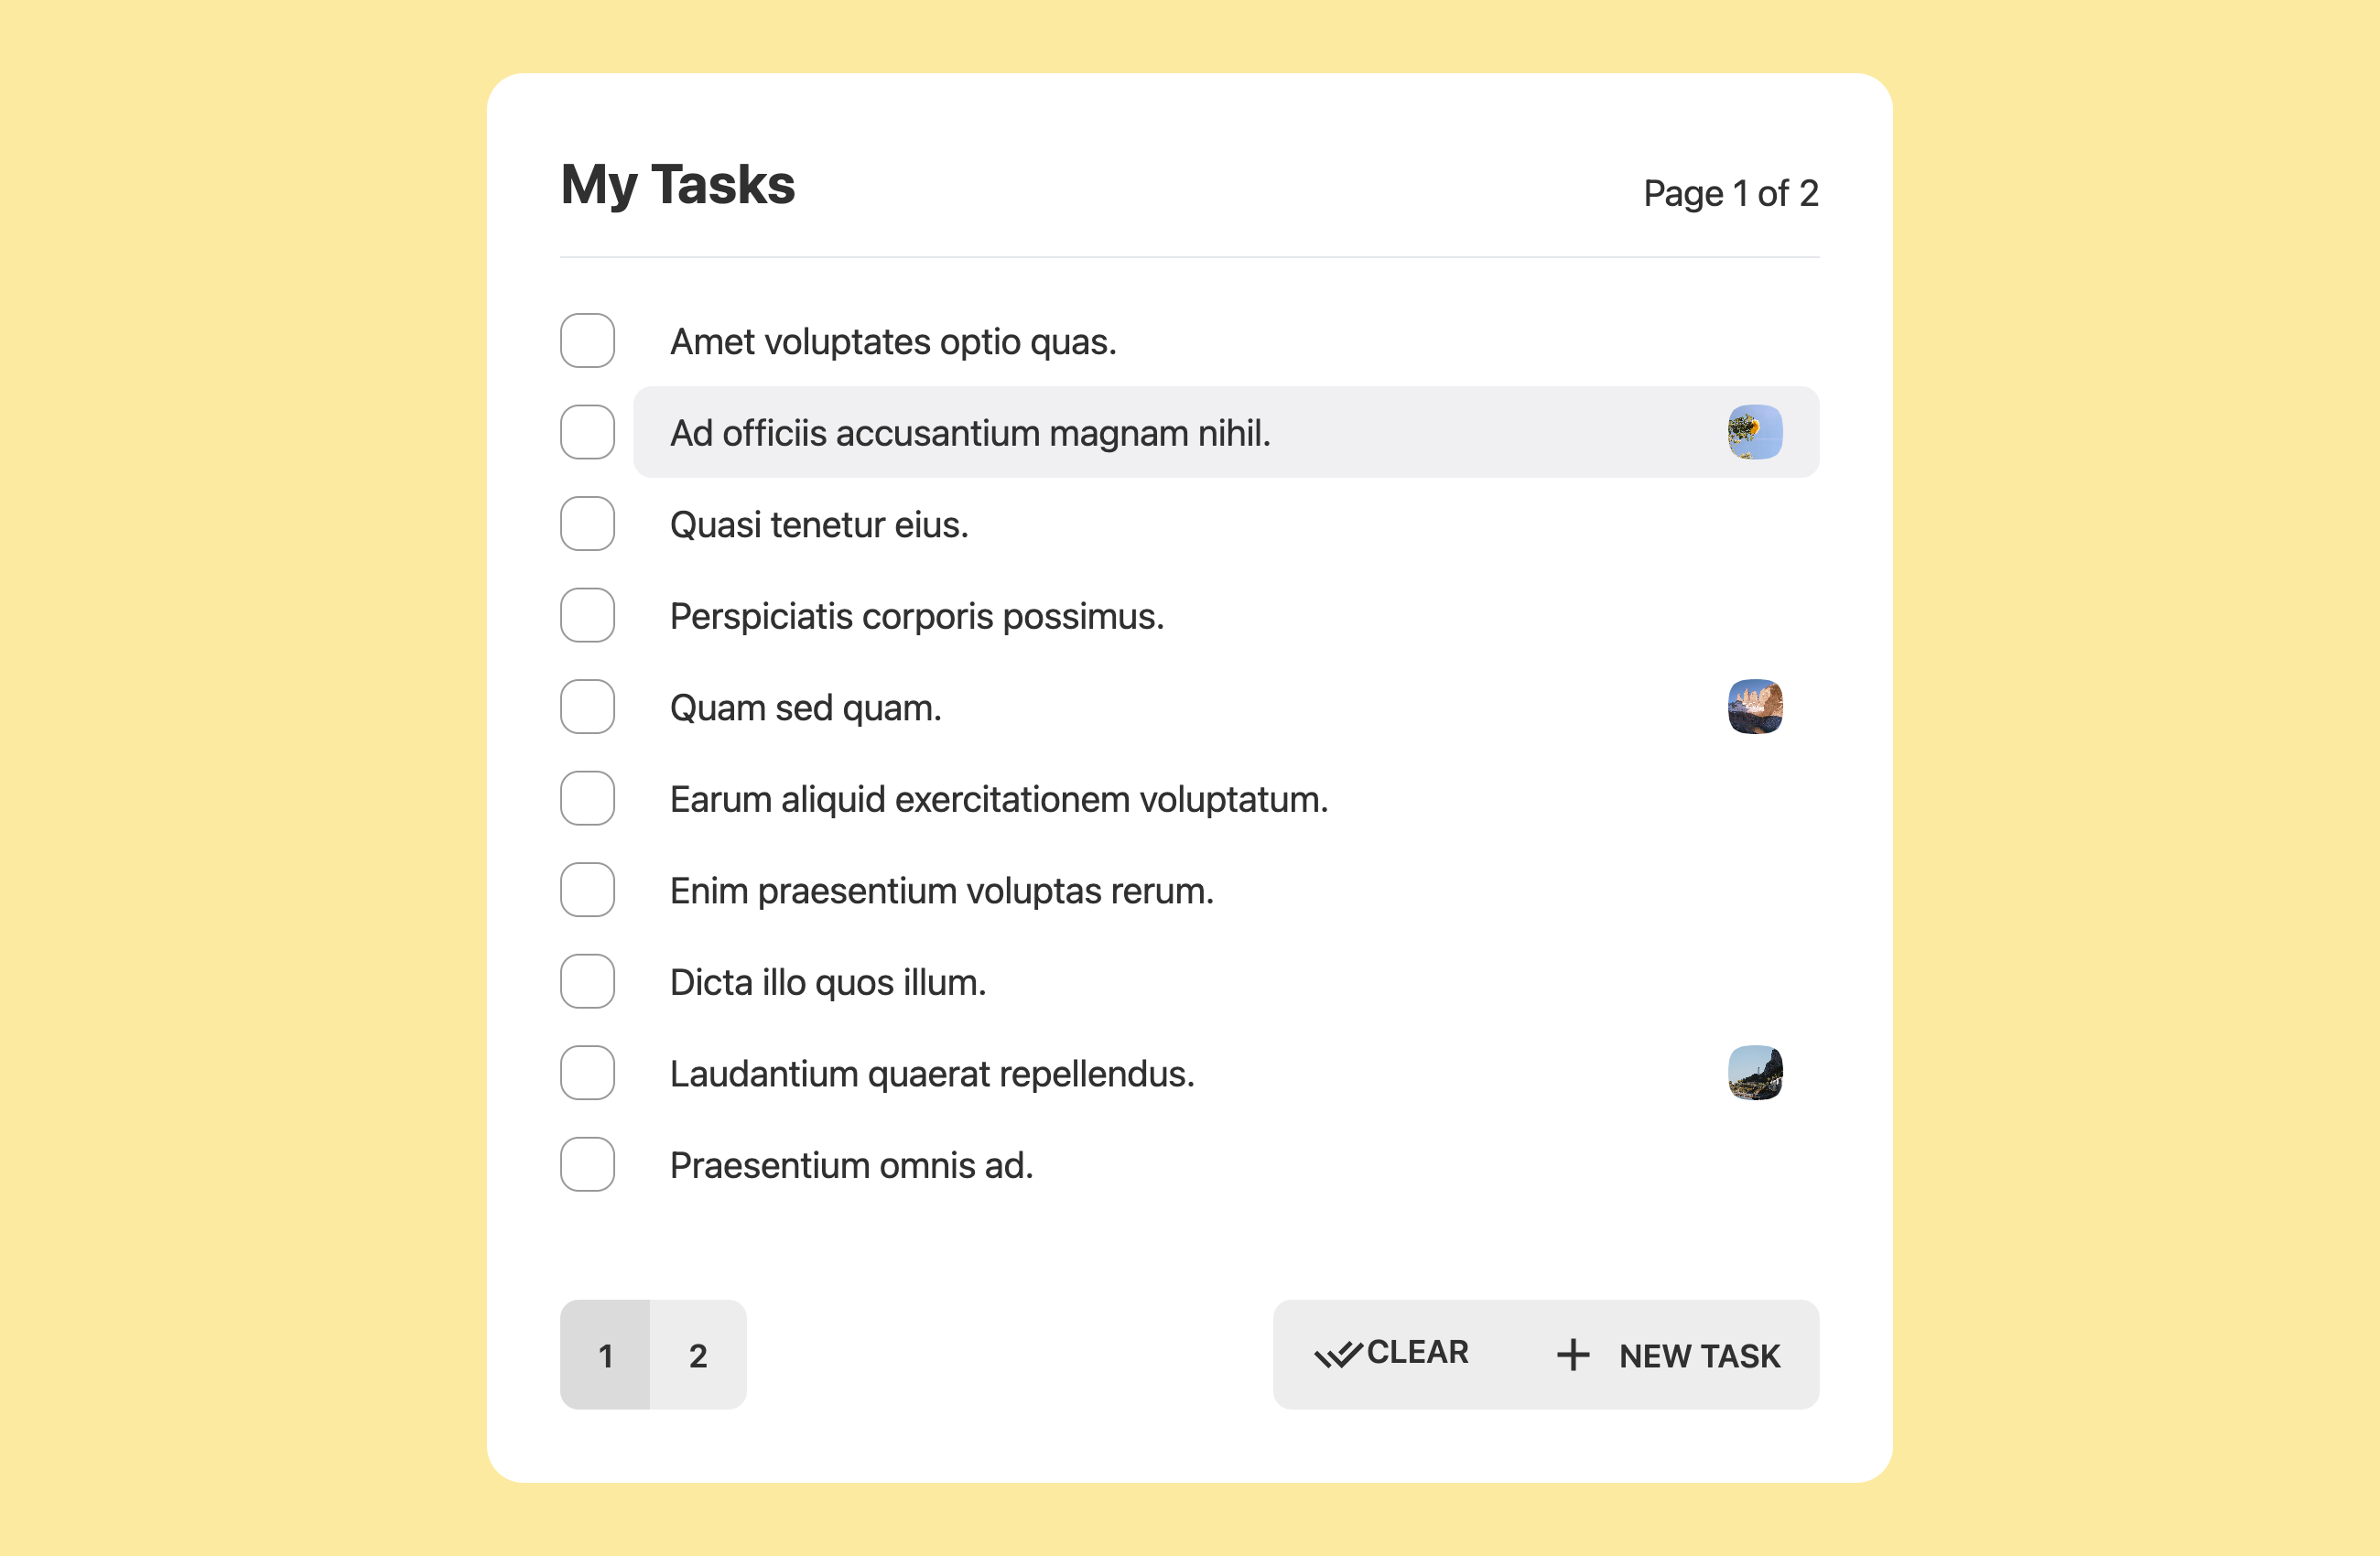 My Tasks
Page 1 of 2
Amet voluptates optio quas.
Ad officiis accusantium magnam nihil.
Quasi tenetur eius.
Perspiciatis corporis possimus.
Quam sed quam.
Earum aliquid exercitationem voluptatum.
Enim praesentium voluptas rerum.
Dicta illo quos illum.
Laudantium quaerat repellendus.
Praesentium omnis ad.
1 2
CLEAR
NEW TASK